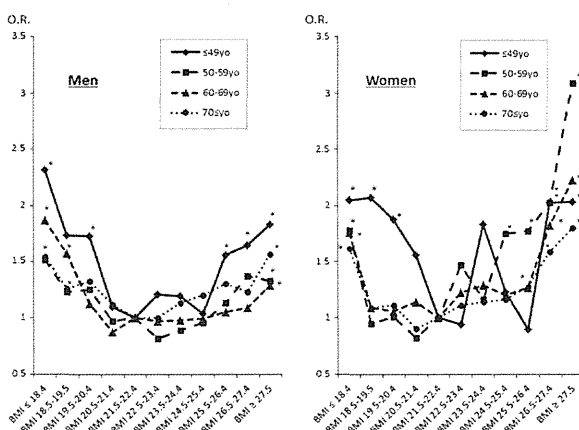 O.R.
3.5
3
2.5
2
1.5
1
0.5
Men
≤49yo
50-59yo
60-69yo
70≤yo
BMI ≤ 18.4
BMI 18.5-19.5
BMI 19.5-20.4
BMI 20.5-21.4
BMI 21.5-22.4
BMI 22.5-23.4
BMI 23.5-24.4
BMI 24.5-25.4
BMI 25.5-26.4
BMI 26.5-27.4
BMI ≥ 27.5
O.R.
3.5
3
2.5
2
1.5
1
0.5
Women
≤49yo
50-59yo
60-69yo
70≤yo
BMI ≤ 18.4
BMI 18.5-19.5
BMI 19.5-20.4
BMI 20.5-21.4
BMI 21.5-22.4
BMI 22.5-23.4
BMI 23.5-24.4
BMI 24.5-25.4
BMI 25.5-26.4
BMI 26.5-27.4
BMI ≥ 27.5